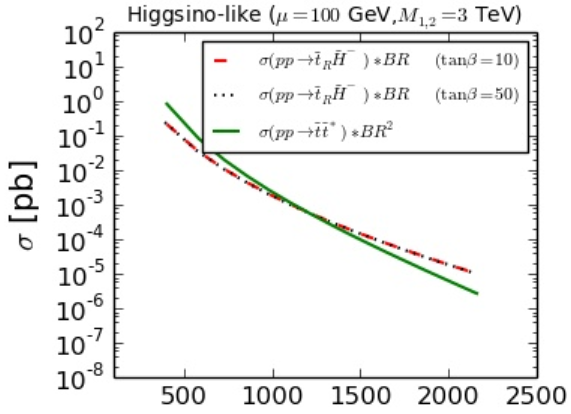 Higgsino-like (μ=100 GeV,M₁,₂=3 TeV)
σ(pp→t̃_R H̃⁻)∗BR (tanβ=10)
σ(pp→t̃_R H̃⁻)∗BR (tanβ=50)
σ(pp→t̃t̃*)∗BR²
σ [pb]
10²
10¹
10⁰
10⁻¹
10⁻²
10⁻³
10⁻⁴
10⁻⁵
10⁻⁶
10⁻⁷
10⁻⁸
500 1000 1500 2000 2500